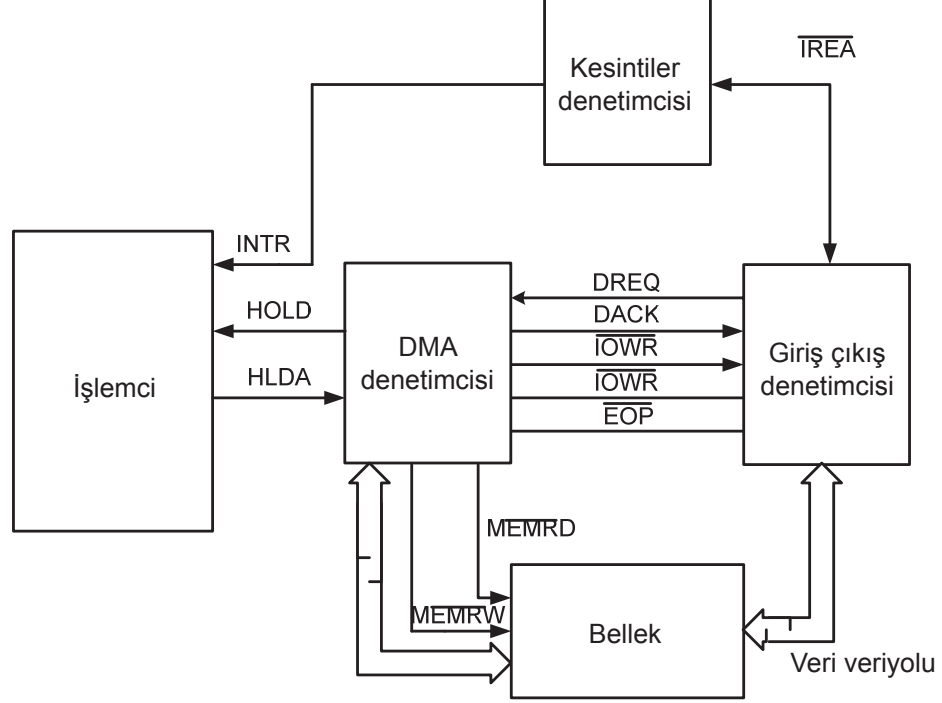 Kesintiler
denetimcisi
IREA
İşlemci
INTR
HOLD
HLDA
DMA
denetimcisi
DREQ
DACK
IOWR
IOWR
EOP
Giriş çıkış
denetimcisi
MEMRD
MEMRW
Bellek
Veri veriyolu